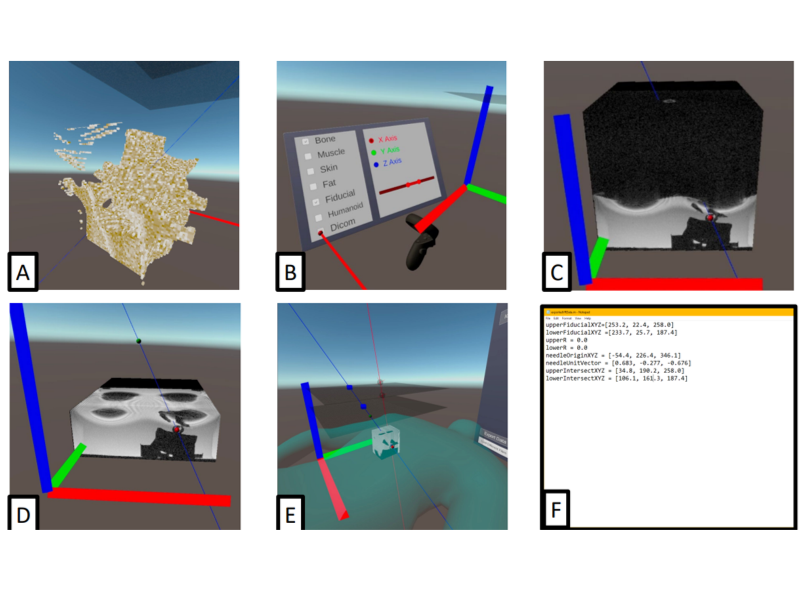 A
B
Bone
Muscle
Skin
Fat
Fiducial
Humanoid
Dicom
X Axis
Y Axis
Z Axis
C
D
E
F
File Edit Format View Help
upperFiducialXYZ=[253.2, 22.4, 258.0]
lowerFiducialXYZ=[233.7, 25.7, 187.4]
upperR = 0.0
lowerR = 0.0
needleOriginXYZ = [-54.4, 226.4, 346.1]
needleUnitVector = [0.683, -0.277, -0.676]
upperIntersectXYZ = [34.8, 190.2, 258.0]
lowerIntersectXYZ = [106.1, 161.3, 187.4]